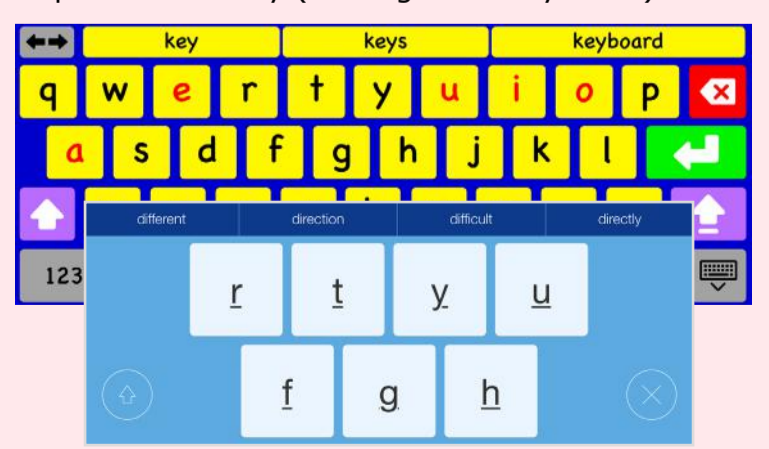 key keys keyboard
q w e r t y u i o p
a s d f g h j k l
123
different direction difficult directly
r t y u
f g h